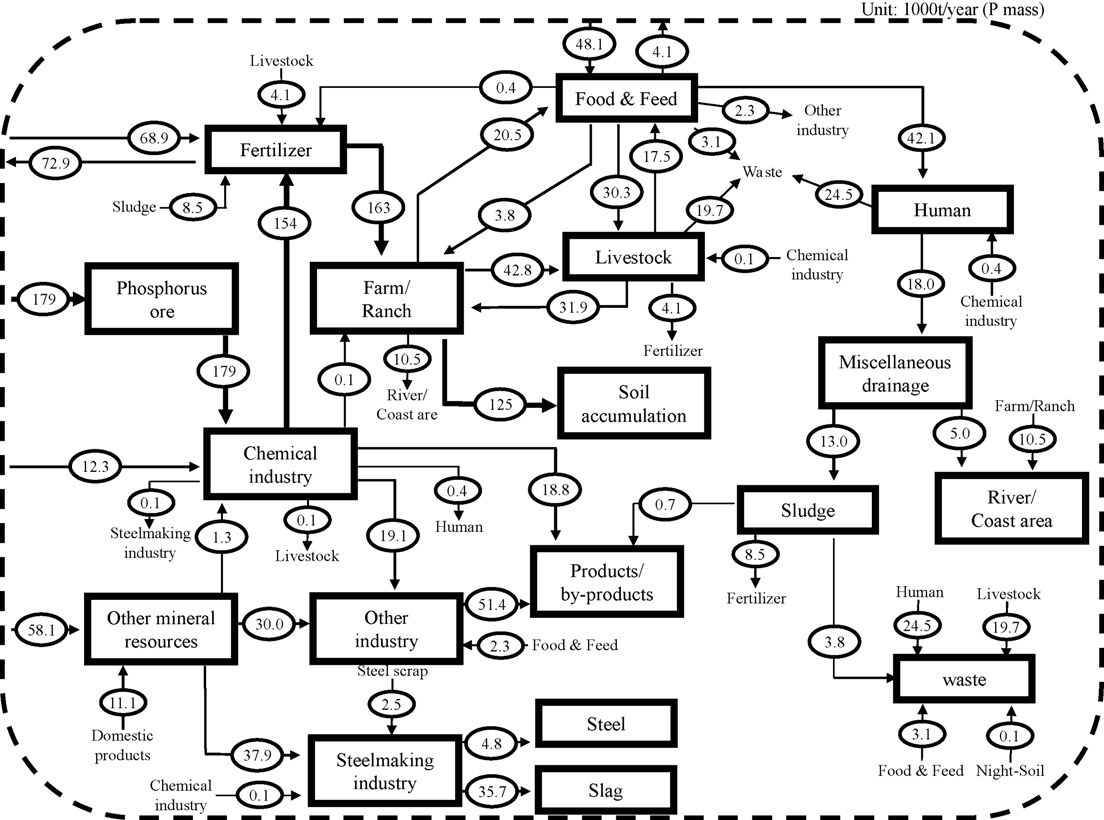 Unit: 1000t/year (P mass)
48.1
4.1
Livestock
4.1
0.4
Food & Feed
2.3
Other
industry
68.9
20.5
3.1
42.1
72.9
Fertilizer
17.5
Waste
Sludge
8.5
154
163
3.8
30.3
19.7
24.5
Human
Livestock
0.1
Chemical
industry
Phosphorus
ore
Farm/
Ranch
42.8
18.0
0.4
Chemical
industry
179
31.9
4.1
Fertilizer
179
0.1
10.5
River/
Coast are
125
Soil
accumulation
Miscellaneous
drainage
Farm/Ranch
13.0
5.0
10.5
12.3
Chemical
industry
0.1
Steelmaking
industry
1.3
0.1
Livestock
19.1
0.4
Human
18.8
0.7
Sludge
River/
Coast area
8.5
Fertilizer
Products/
by-products
58.1
Other mineral
resources
30.0
Other
industry
51.4
2.3
Food & Feed
3.8
Human
24.5
Livestock
19.7
waste
3.1
0.1
Food & Feed
Night-Soil
11.1
Domestic
products
Steel scrap
2.5
37.9
Steelmaking
industry
4.8
Steel
Chemical
industry
0.1
35.7
Slag